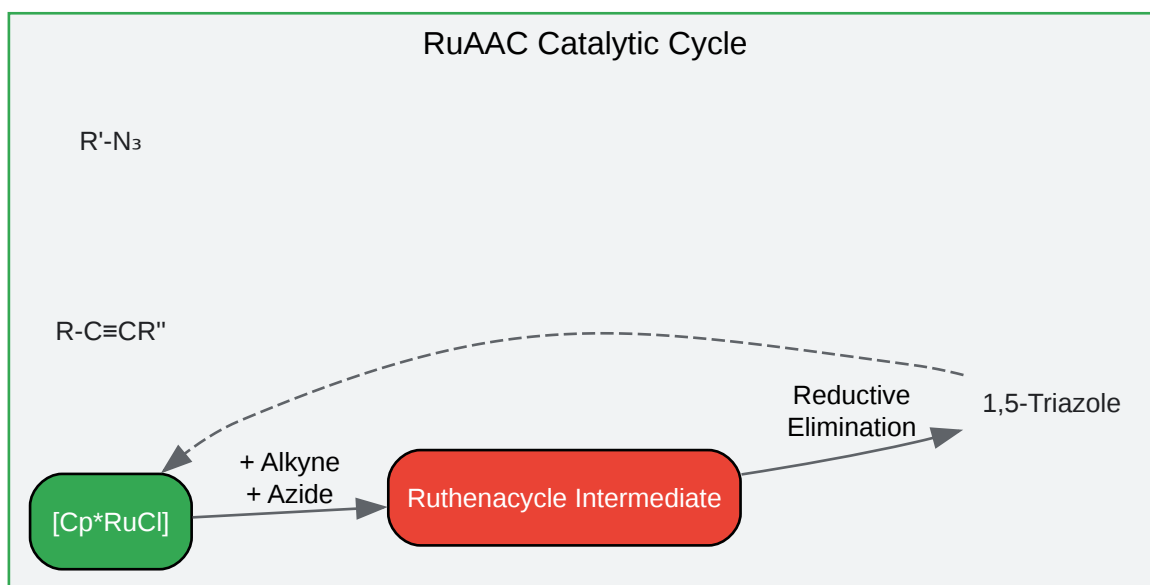 RuAAC Catalytic Cycle
R'-N₃
R-C≡CR"
Reductive
Elimination
1,5-Triazole
+ Alkyne
+ Azide
[Cp*RuCl]
Ruthenacycle Intermediate